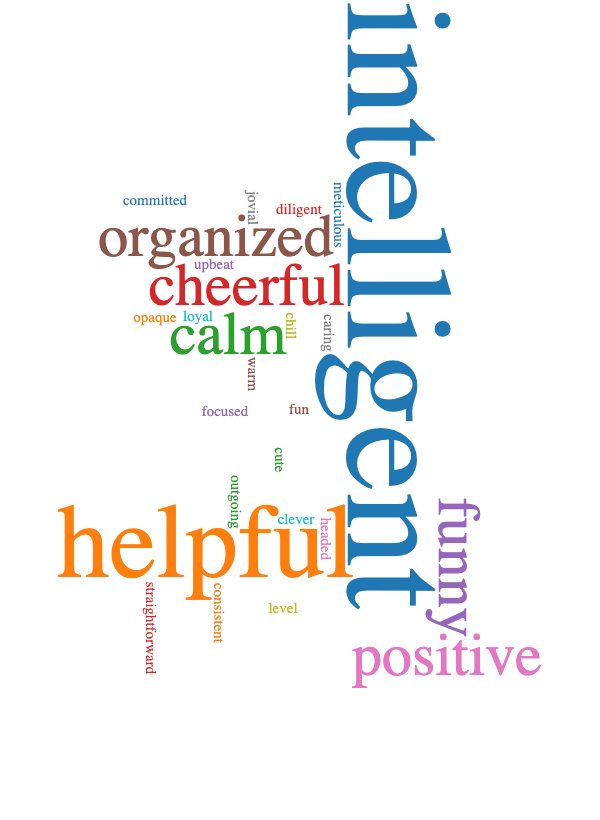 intelligent
committed
jovial
diligent
meticulous
organized
upbeat
cheerful
opaque
loyal
chill
caring
calm
warm
focused
fun
cute
outgoing
clever
headed
helpful
funny
straightforward
consistent
level
positive